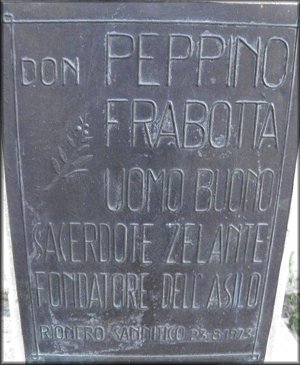 DON PEPPINO
FRABOTTA
UOMO BUONO
SACERDOTE ZELANTE
FONDATORE DELL'ASILO
RIONERO SANNITICO 23-8-1973